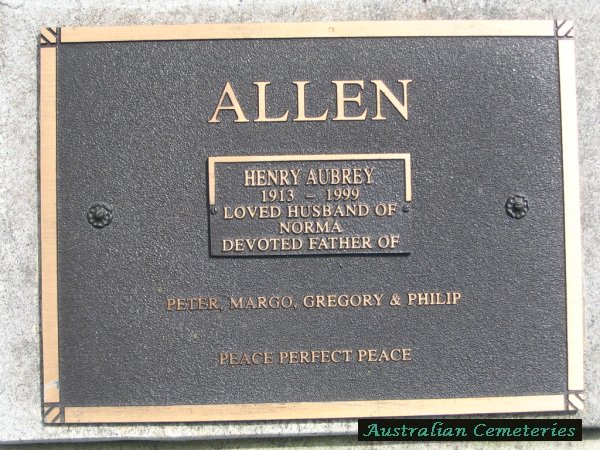 ALLEN
HENRY AUBREY
1913 – 1999
LOVED HUSBAND OF
NORMA
DEVOTED FATHER OF
PETER, MARGO, GREGORY & PHILIP
PEACE PERFECT PEACE
Australian Cemeteries